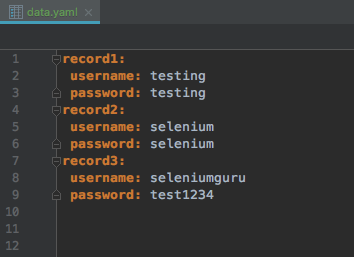 data.yaml
1 record1:
2  username: testing
3  password: testing
4 record2:
5  username: selenium
6  password: selenium
7 record3:
8  username: seleniumguru
9  password: test1234
10
11
12